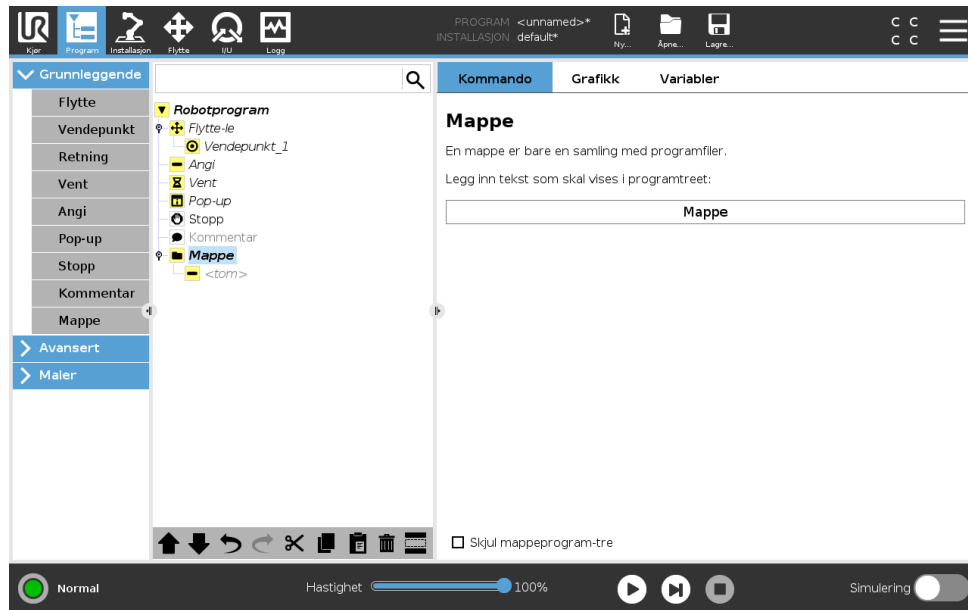 PROGRAM <unnamed>*
INSTALLASJON default*
C C
C C
Kjør
Program
Installasjon
Flytte
I/U
Logg
Ny...
Åpne...
Lagre...
Grunnleggende
Flytte
Vendepunkt
Retning
Vent
Angi
Pop-up
Stopp
Kommentar
Mappe
Avansert
Maler
Robotprogram
Flytte-le
Vendepunkt_1
Angi
Vent
Pop-up
Stopp
Kommentar
Mappe
<tom>
Kommando Grafikk Variabler
Mappe
En mappe er bare en samling med programfiler.
Legg inn tekst som skal vises i programtreet:
Mappe
Skjul mappeprogram-tre
Normal
Hastighet 100%
Simulering